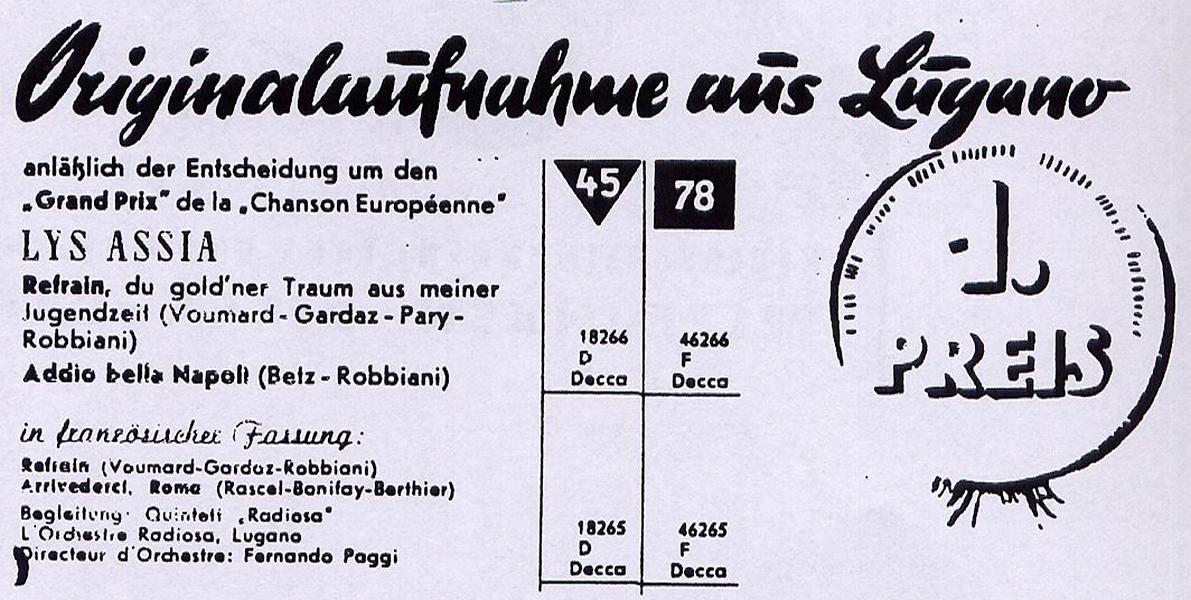 Originalaufnahme aus Lugano
anläßlich der Entscheidung um den
„Grand Prix" de la „Chanson Européenne"
LYS ASSIA
Refrain, du gold'ner Traum aus meiner
Jugendzeit (Voumard - Gardaz - Pary -
Robbiani)
Addio bella Napoli (Betz - Robbiani)
45
78
18266
D
Decca
46266
F
Decca
1.
PREIS
in französischer Fassung:
Refrain (Voumard-Gardaz-Robbiani)
Arrivederci, Roma (Rascel-Bonifay-Berthier)
Begleitung: Quintett „Radiosa"
L'Orchestre Radiosa, Lugano
Directeur d'Orchestre: Fernando Paggi
18265
D
Decca
46265
F
Decca